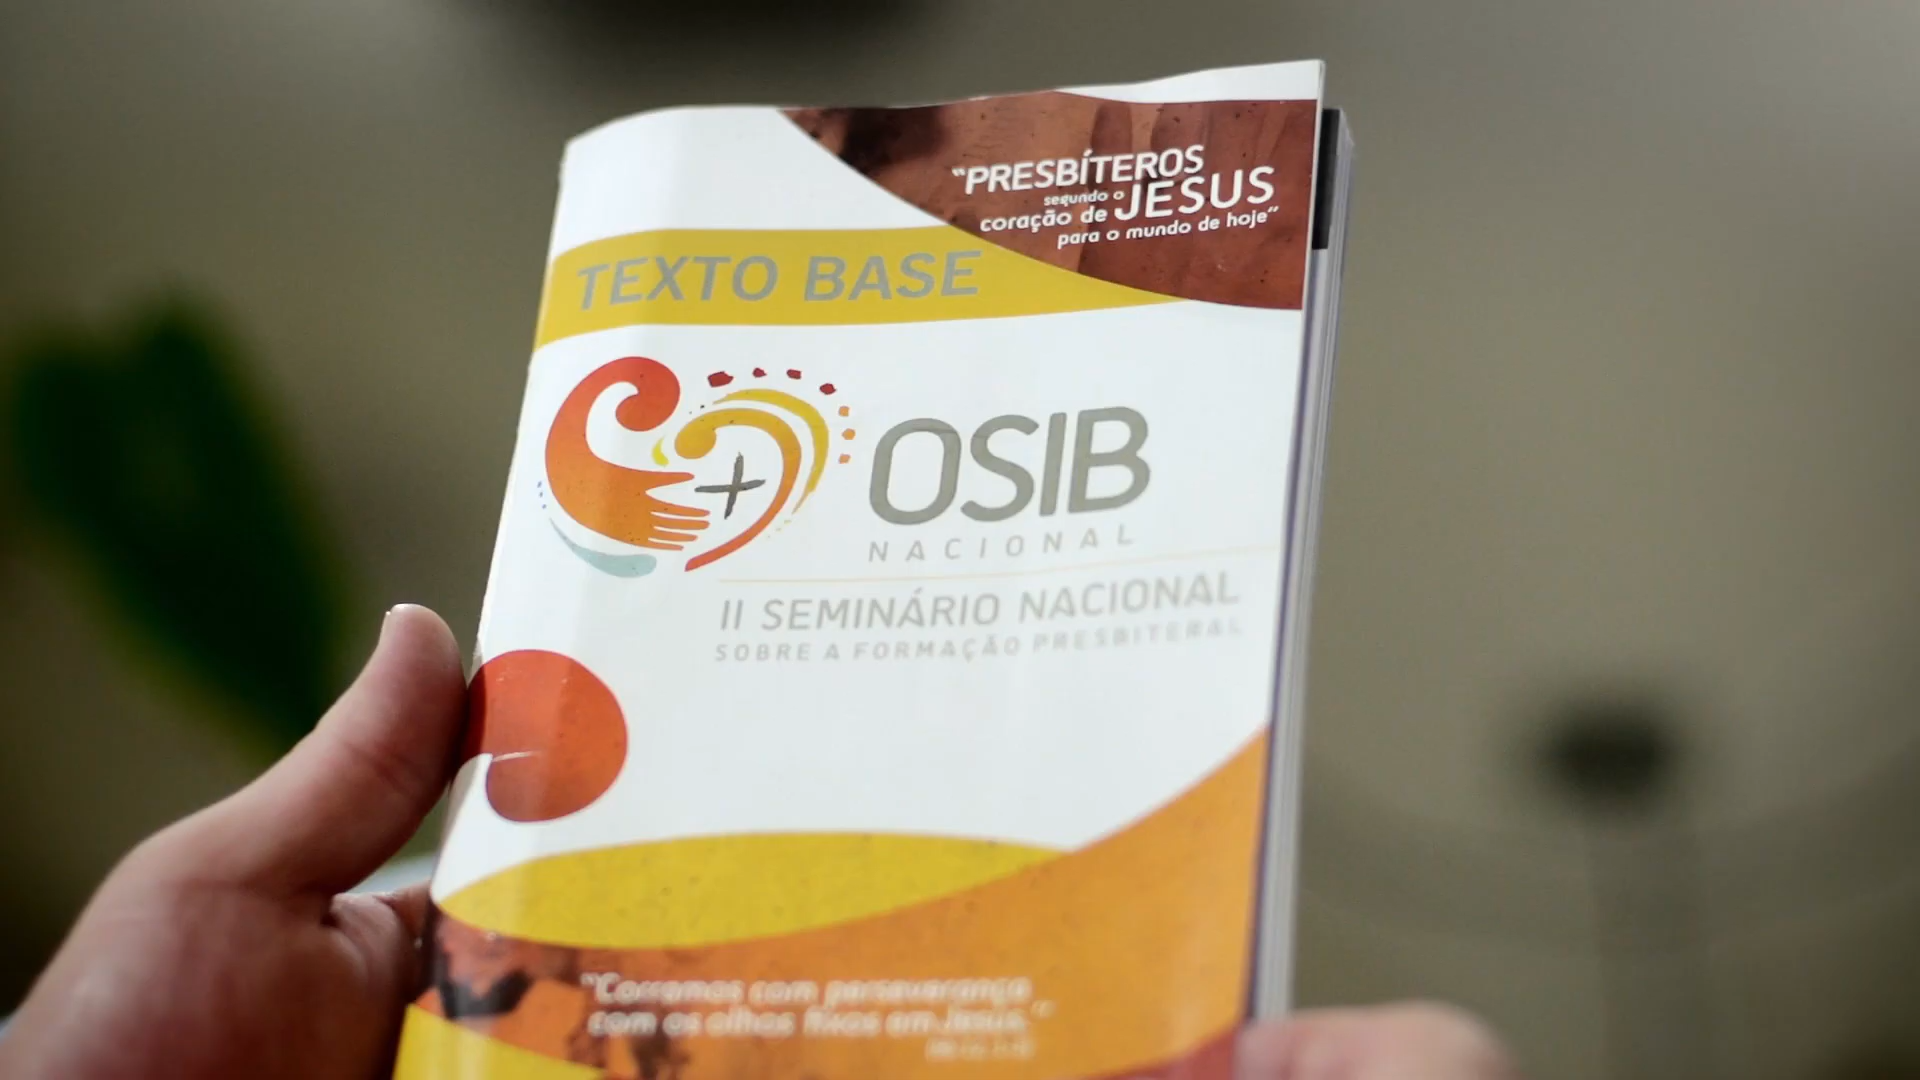 “PRESBÍTEROS
segundo o JESUS
coração de
para o mundo de hoje”
TEXTO BASE
OSIB
NACIONAL
II SEMINÁRIO NACIONAL
SOBRE A FORMAÇÃO PRESBITERAL
“Corramos com perseverança
com os olhos fixos em Jesus.”